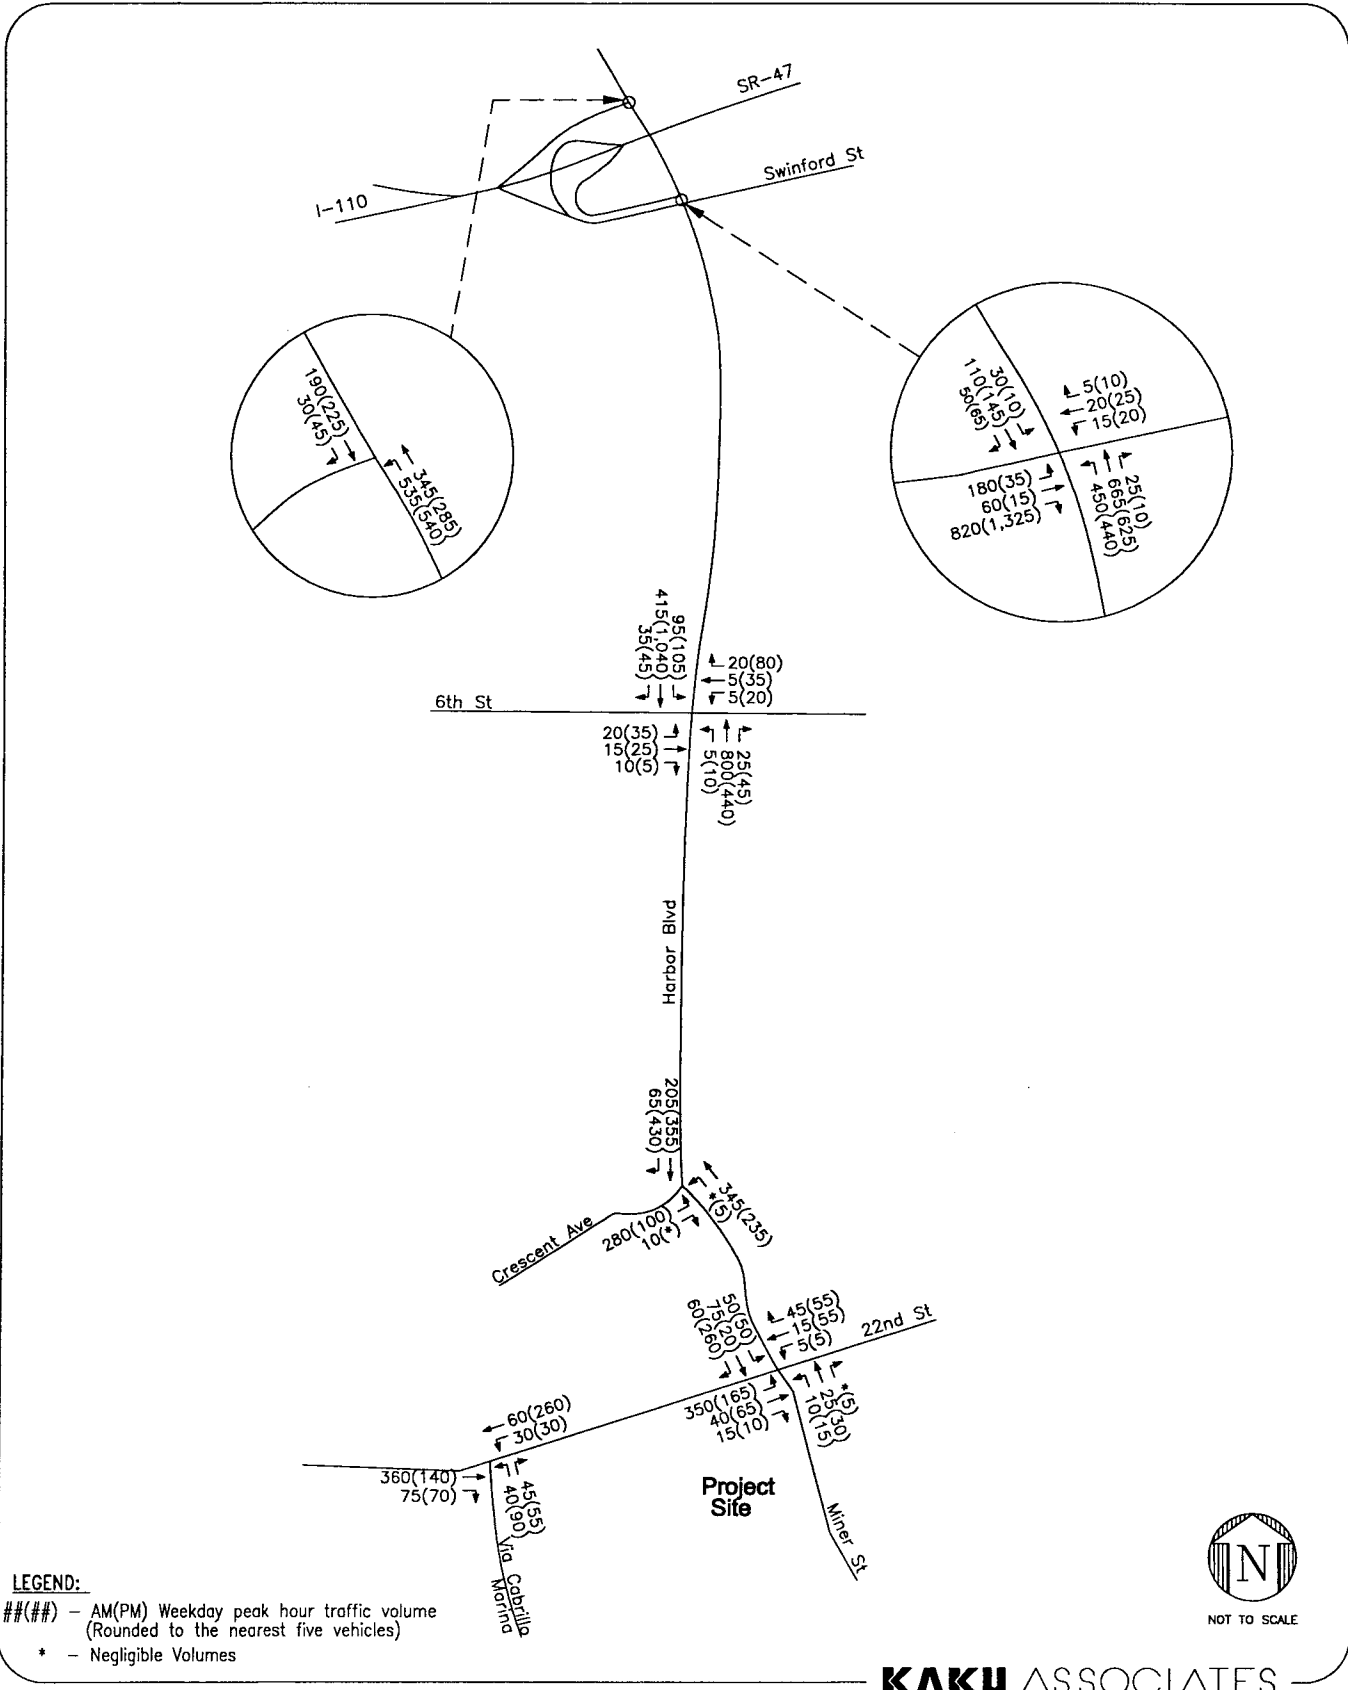 SR-47
Swinford St
I-110
190(225)
30(45)
345(285)
535(540)
30(10)
110(145)
50(65)
5(10)
20(25)
15(20)
180(35)
60(15)
820(1,325)
25(10)
665(625)
450(440)
95(105)
415(1,040)
35(45)
20(80)
5(35)
5(20)
6th St
20(35)
15(25)
10(5)
25(45)
800(440)
5(10)
Harbor Blvd
205(355)
65(430)
345(235)
*(5)
Crescent Ave
280(100)
10(*)
50(50)
75(20)
60(260)
45(55)
15(55)
5(5)
22nd St
350(165)
40(65)
15(10)
*(5)
25(30)
10(15)
60(260)
30(30)
360(140)
75(70)
45(55)
40(90)
Via Cabrillo
Marina
Project
Site
Miner St
N
NOT TO SCALE
LEGEND:
##(##) - AM(PM) Weekday peak hour traffic volume
(Rounded to the nearest five vehicles)
* - Negligible Volumes
KAKU ASSOCIATES